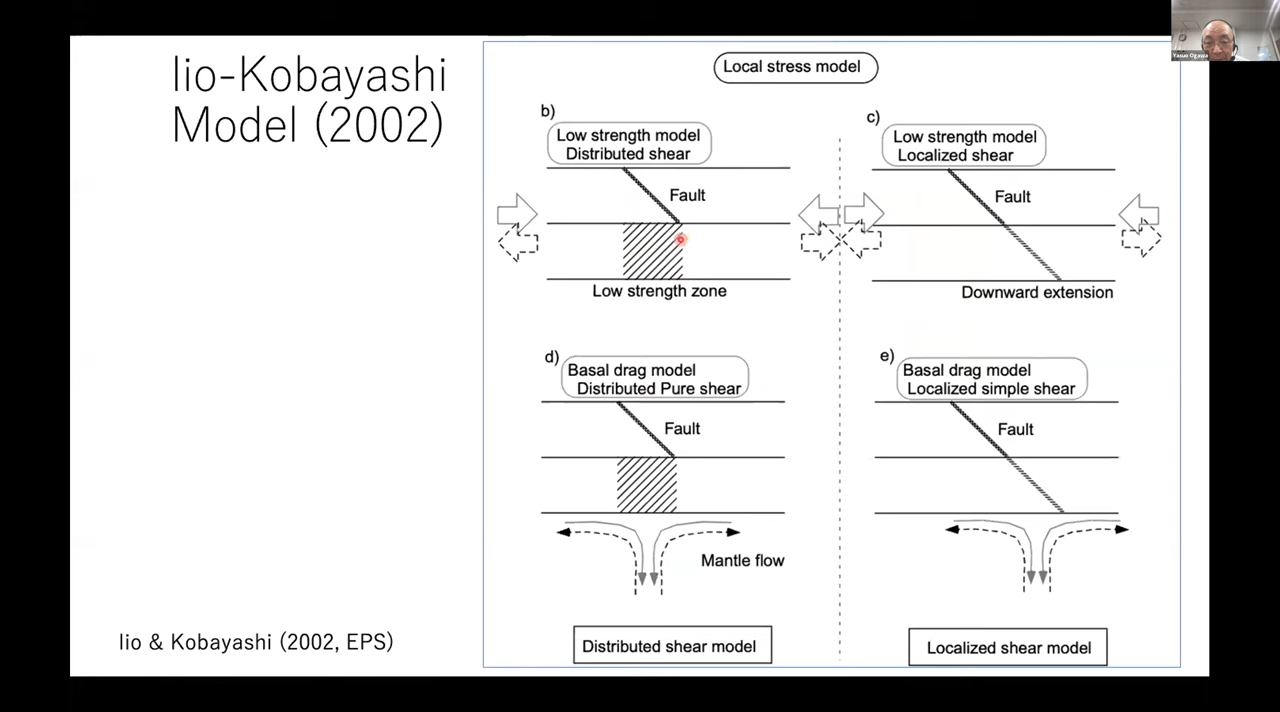 Iio-Kobayashi
Model (2002)
Local stress model
b)
Low strength model
Distributed shear
Fault
Low strength zone
c)
Low strength model
Localized shear
Fault
Downward extension
d)
Basal drag model
Distributed Pure shear
Fault
Mantle flow
e)
Basal drag model
Localized simple shear
Fault
Distributed shear model
Localized shear model
Iio & Kobayashi (2002, EPS)
Yasuo Ogawa